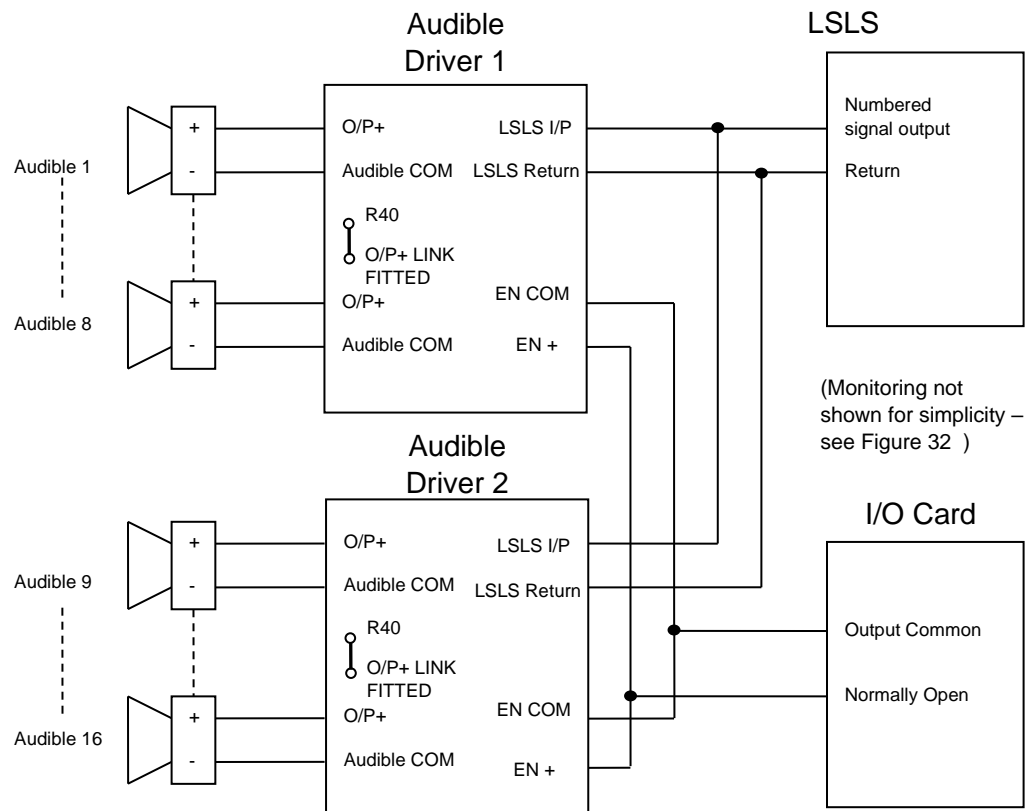 Audible
Driver 1
LSLS
Audible 1
Audible 8
+
-
+
-
O/P+
Audible COM
R40
O/P+ LINK
FITTED
O/P+
Audible COM
LSLS I/P
LSLS Return
EN COM
EN +
Numbered
signal output
Return
(Monitoring not
shown for simplicity –
see Figure 32 )
Audible
Driver 2
I/O Card
Audible 9
Audible 16
+
-
+
-
O/P+
Audible COM
R40
O/P+ LINK
FITTED
O/P+
Audible COM
LSLS I/P
LSLS Return
EN COM
EN +
Output Common
Normally Open